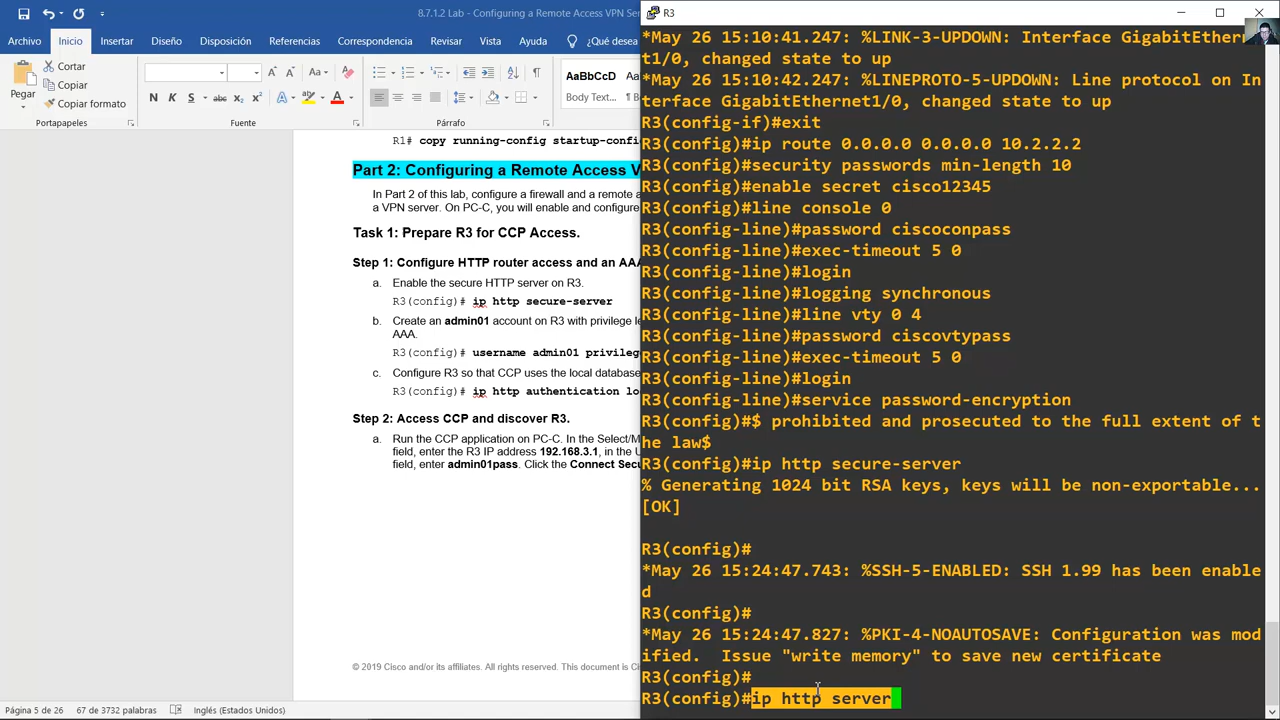 8.7.1.2 Lab - Configuring a Remote Access VPN Ser
Archivo Inicio Insertar Diseño Disposición Referencias Correspondencia Revisar Vista Ayuda ¿Qué des
Pegar
Cortar
Copiar
Copiar formato
Portapapeles
Fuente
Párrafo
AaBbCcD
Body Text...
R1# copy running-config startup-config
Part 2: Configuring a Remote Access V
In Part 2 of this lab, configure a firewall and a remote a
a VPN server. On PC-C, you will enable and configure
Task 1: Prepare R3 for CCP Access.
Step 1: Configure HTTP router access and an AAA
a. Enable the secure HTTP server on R3.
R3(config)# ip http secure-server
b. Create an admin01 account on R3 with privilege le
AAA.
R3(config)# username admin01 privileg
c. Configure R3 so that CCP uses the local database
R3(config)# ip http authentication lo
Step 2: Access CCP and discover R3.
a. Run the CCP application on PC-C. In the Select/M
field, enter the R3 IP address 192.168.3.1, in the U
field, enter admin01pass. Click the Connect Secu
© 2019 Cisco and/or its affiliates. All rights reserved. This document is Ci
Página 5 de 26 67 de 3732 palabras Inglés (Estados Unidos)
R3
*May 26 15:10:41.247: %LINK-3-UPDOWN: Interface GigabitEthern
t1/0, changed state to up
*May 26 15:10:42.247: %LINEPROTO-5-UPDOWN: Line protocol on In
terface GigabitEthernet1/0, changed state to up
R3(config-if)#exit
R3(config)#ip route 0.0.0.0 0.0.0.0 10.2.2.2
R3(config)#security passwords min-length 10
R3(config)#enable secret cisco12345
R3(config)#line console 0
R3(config-line)#password ciscoconpass
R3(config-line)#exec-timeout 5 0
R3(config-line)#login
R3(config-line)#logging synchronous
R3(config-line)#line vty 0 4
R3(config-line)#password ciscovtypass
R3(config-line)#exec-timeout 5 0
R3(config-line)#login
R3(config-line)#service password-encryption
R3(config)#$ prohibited and prosecuted to the full extent of t
he law$
R3(config)#ip http secure-server
% Generating 1024 bit RSA keys, keys will be non-exportable...
[OK]
R3(config)#
*May 26 15:24:47.743: %SSH-5-ENABLED: SSH 1.99 has been enable
d
R3(config)#
*May 26 15:24:47.827: %PKI-4-NOAUTOSAVE: Configuration was mod
ified.  Issue "write memory" to save new certificate
R3(config)#
R3(config)#ip http server